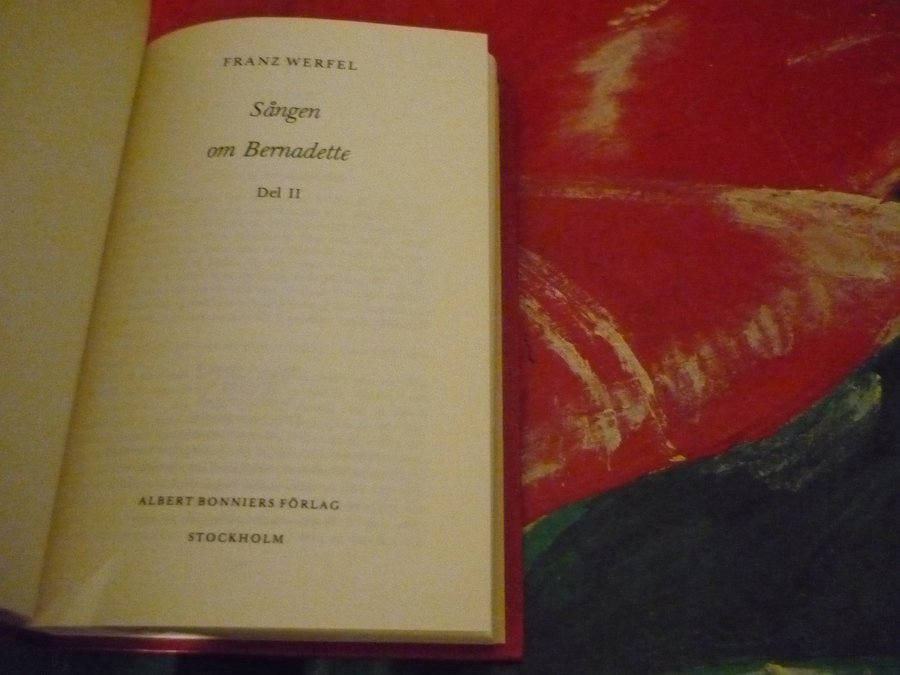 FRANZ WERFEL
Sången
om Bernadette
Del II
ALBERT BONNIERS FÖRLAG
STOCKHOLM